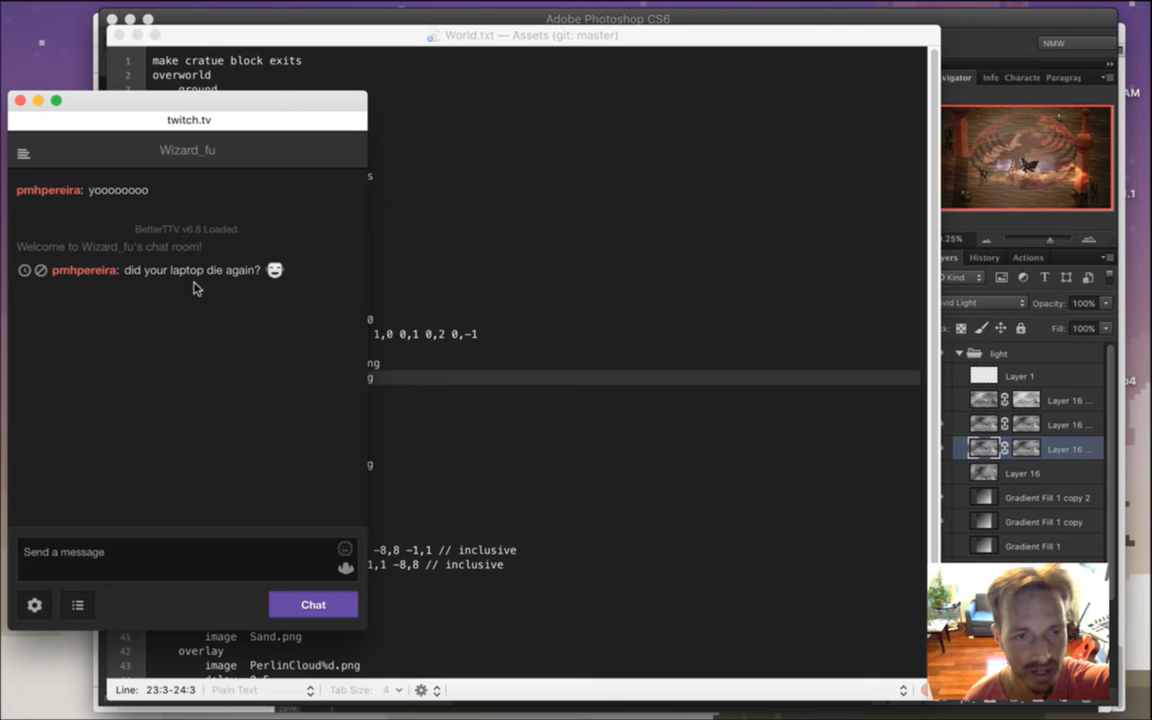 Adobe Photoshop CS6
World.txt — Assets (git: master)
NMW
1 make cratue block exits
2 overworld
ground
twitch.tv
Wizard_fu
pmhpereira: yoooooooo
BetterTTV v6.8 Loaded.
Welcome to Wizard_fu's chat room!
pmhpereira: did your laptop die again?
Send a message
Chat
s
0
1,0 0,1 0,2 0,-1
ng
g
g
-8,8 -1,1 // inclusive
1,1 -8,8 // inclusive
41 image Sand.png
42 overlay
43 image PerlinCloud%d.png
Line: 23:3-24:3 Plain Text Tab Size: 4
avigator Info Characte Paragrap
AM
.25%
yers History Actions
Kind
vid Light Opacity: 100%
Fill: 100%
light
Layer 1
Layer 16 ...
Layer 16 ...
Layer 16 ...
Layer 16
Gradient Fill 1 copy 2
Gradient Fill 1 copy
Gradient Fill 1